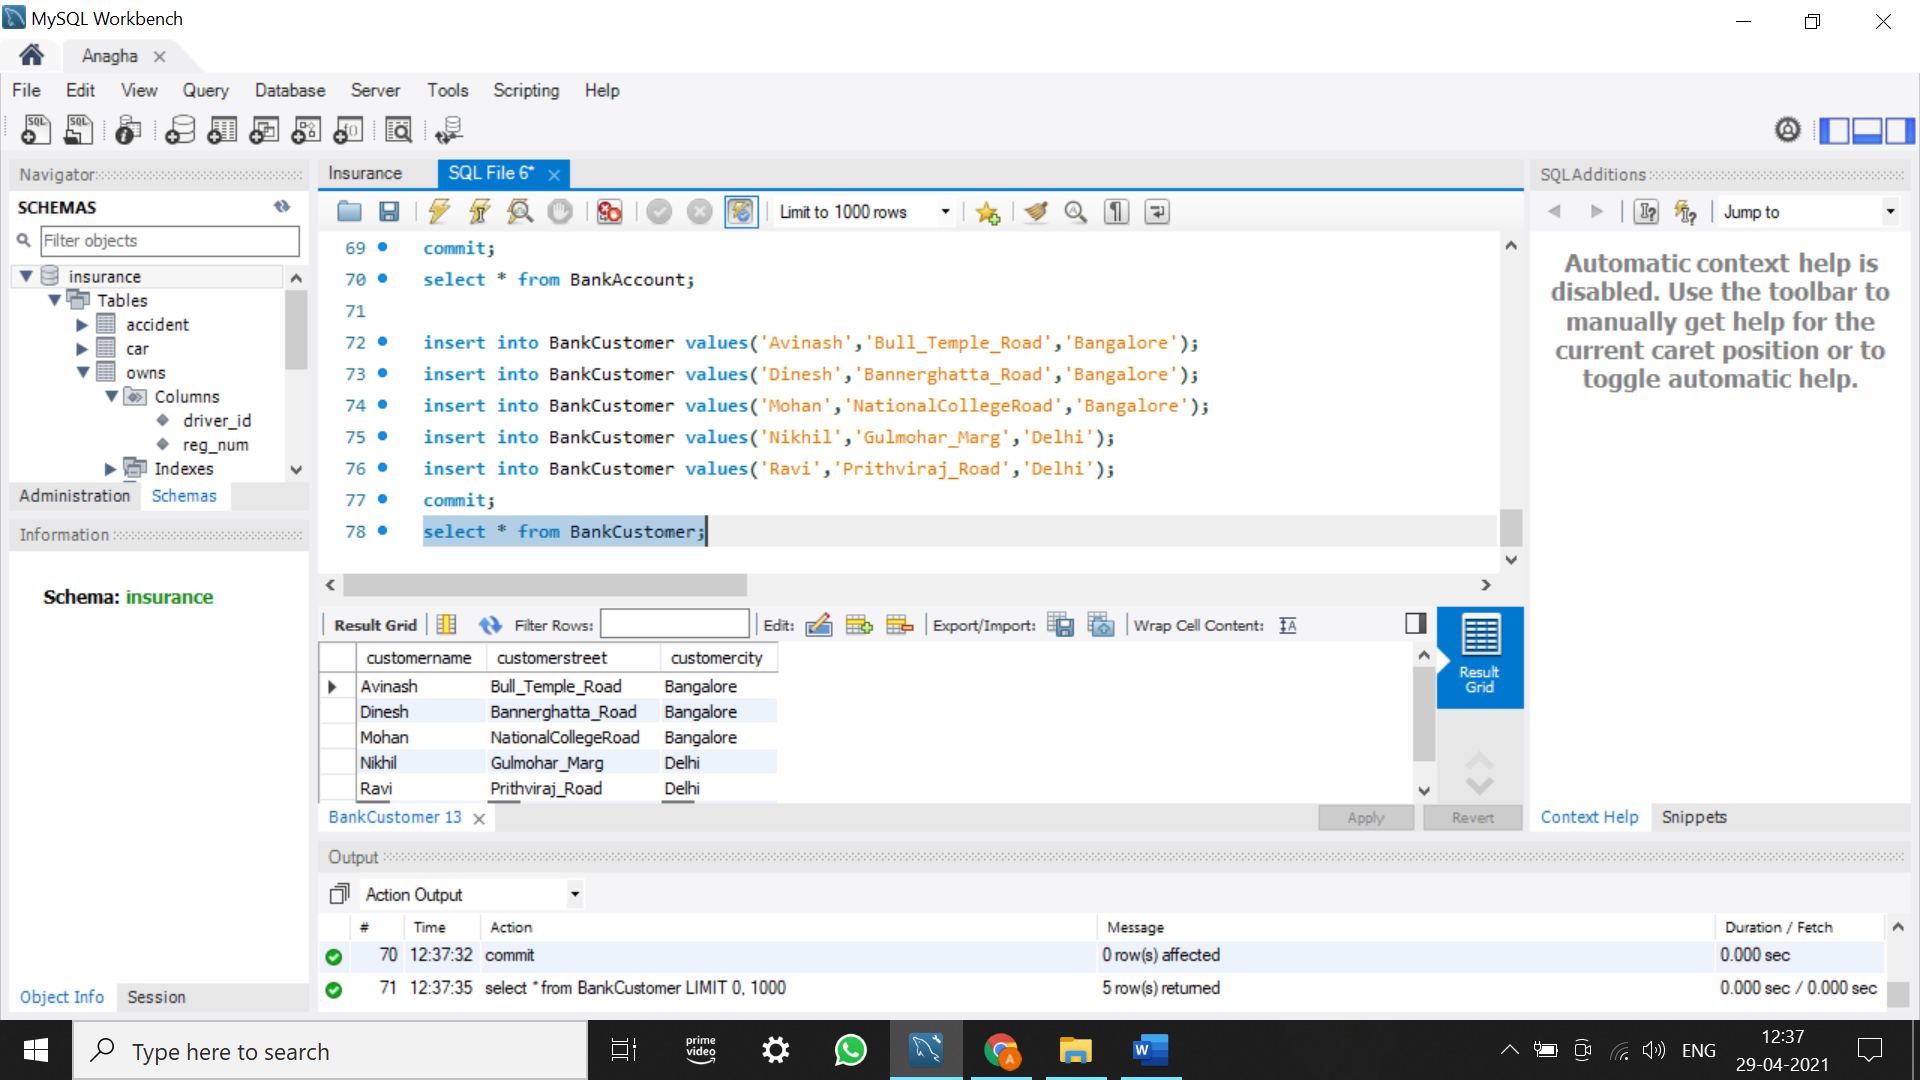 MySQL Workbench
Anagha
File Edit View Query Database Server Tools Scripting Help
Navigator
SCHEMAS
Filter objects
insurance
Tables
accident
car
owns
Columns
driver_id
reg_num
Indexes
Administration Schemas
Information
Schema: insurance
Object Info Session
Insurance SQL File 6*
Limit to 1000 rows
69 commit;
70 select * from BankAccount;
71
72 insert into BankCustomer values('Avinash','Bull_Temple_Road','Bangalore');
73 insert into BankCustomer values('Dinesh','Bannerghatta_Road','Bangalore');
74 insert into BankCustomer values('Mohan','NationalCollegeRoad','Bangalore');
75 insert into BankCustomer values('Nikhil','Gulmohar_Marg','Delhi');
76 insert into BankCustomer values('Ravi','Prithviraj_Road','Delhi');
77 commit;
78 select * from BankCustomer;
Result Grid Filter Rows: Edit: Export/Import: Wrap Cell Content:
customername customerstreet customercity
Avinash Bull_Temple_Road Bangalore
Dinesh Bannerghatta_Road Bangalore
Mohan NationalCollegeRoad Bangalore
Nikhil Gulmohar_Marg Delhi
Ravi Prithviraj_Road Delhi
Result
Grid
BankCustomer 13
Apply Revert
SQLAdditions
Jump to
Automatic context help is
disabled. Use the toolbar to
manually get help for the
current caret position or to
toggle automatic help.
Context Help Snippets
Output
Action Output
# Time Action Message Duration / Fetch
70 12:37:32 commit 0 row(s) affected 0.000 sec
71 12:37:35 select * from BankCustomer LIMIT 0, 1000 5 row(s) returned 0.000 sec / 0.000 sec
Type here to search
prime
video
ENG
12:37
29-04-2021